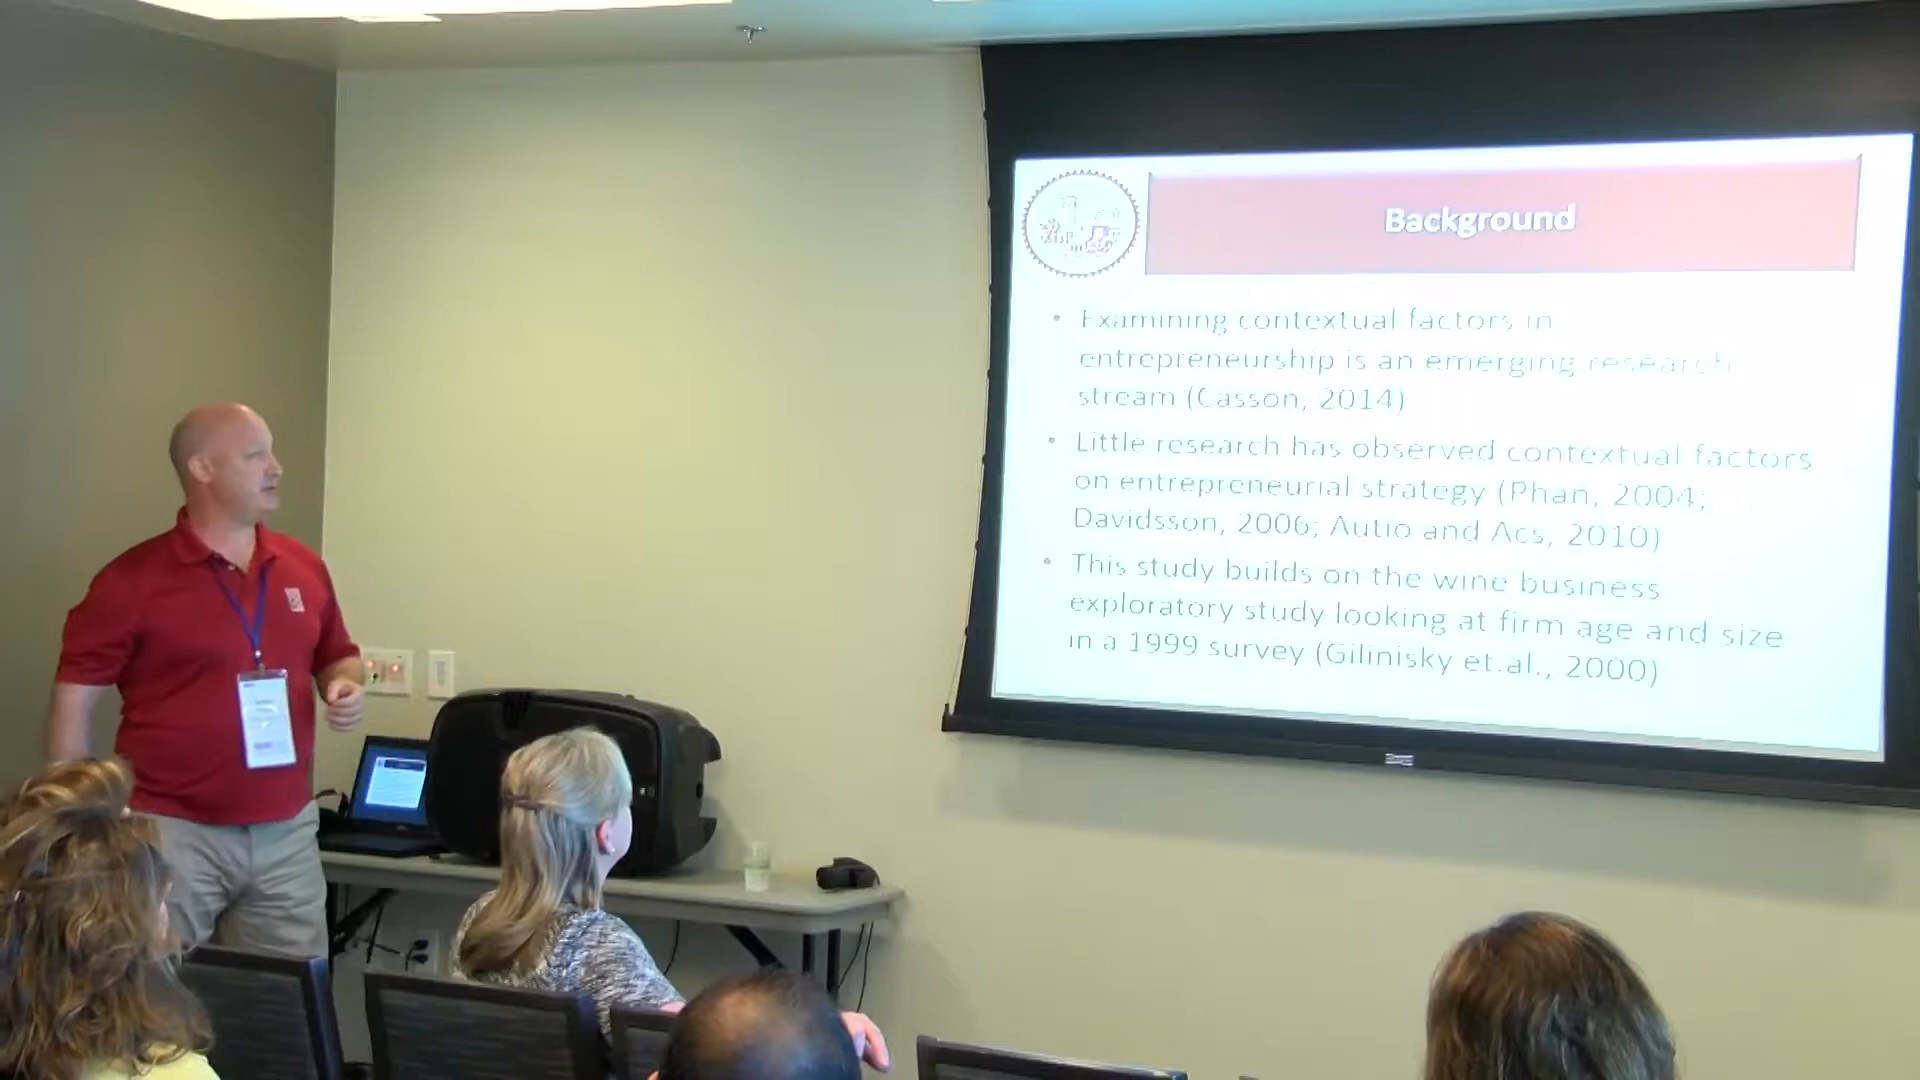 Background
• Examining contextual factors in
entrepreneurship is an emerging research
stream (Casson, 2014)
• Little research has observed contextual factors
on entrepreneurial strategy (Phan, 2004;
Davidsson, 2006; Autio and Acs, 2010)
• This study builds on the wine business
exploratory study looking at firm age and size
in a 1999 survey (Gilinisky et.al., 2000)